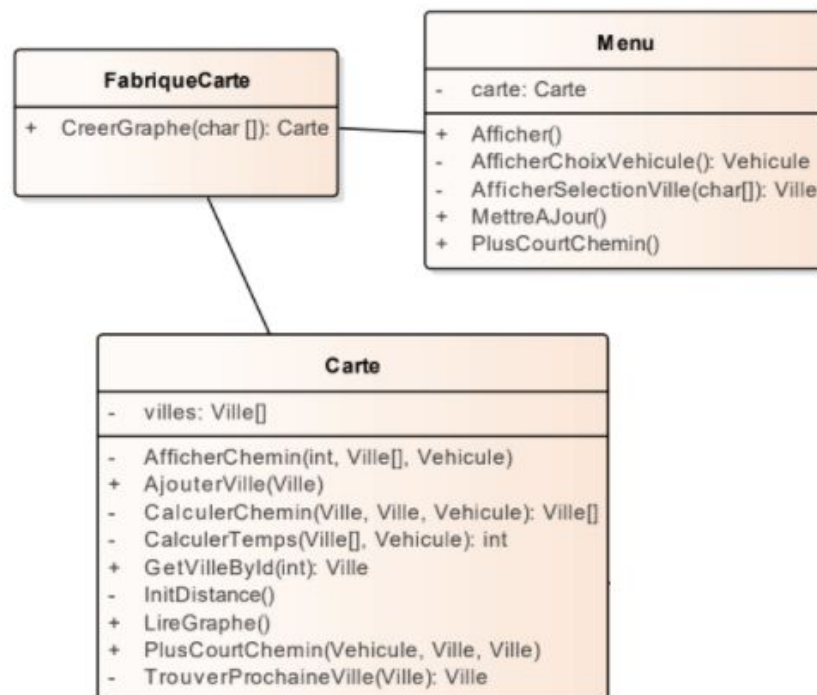 FabriqueCarte
+ CreerGraphe(char []): Carte
Menu
- carte: Carte
+ Afficher()
- AfficherChoixVehicule(): Vehicule
- AfficherSelectionVille(char[]): Ville
+ MettreAJour()
+ PlusCourtChemin()
Carte
- villes: Ville[]
- AfficherChemin(int, Ville[], Vehicule)
+ AjouterVille(Ville)
- CalculerChemin(Ville, Ville, Vehicule): Ville[]
- CalculerTemps(Ville[], Vehicule): int
+ GetVilleById(int): Ville
- InitDistance()
+ LireGraphe()
+ PlusCourtChemin(Vehicule, Ville, Ville)
- TrouverProchaineVille(Ville): Ville